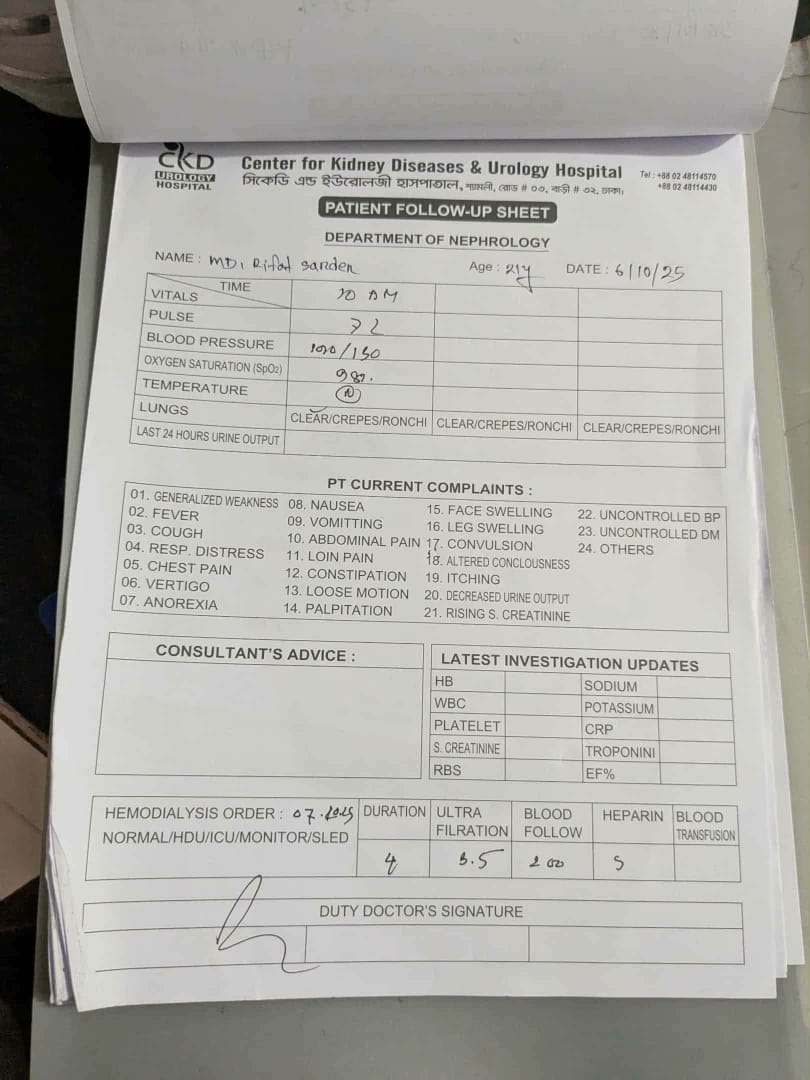 CKD
UROLOGY
HOSPITAL
Center for Kidney Diseases & Urology Hospital
সিকেডি এন্ড ইউরোলজী হাসপাতাল, শ্যামলী, রোড # ০৩, বাড়ী # ০২, ঢাকা।
Tel : +88 02 48114570
+88 02 48114430
PATIENT FOLLOW-UP SHEET
DEPARTMENT OF NEPHROLOGY
NAME : MD, Rifat Age : 21y DATE : 6/10/25
TIME
VITALS 10 AM
PULSE
BLOOD PRESSURE
OXYGEN SATURATION (SpO2) 98%
TEMPERATURE N
LUNGS CLEAR/CREPES/RONCHI CLEAR/CREPES/RONCHI CLEAR/CREPES/RONCHI
LAST 24 HOURS URINE OUTPUT
PT CURRENT COMPLAINTS :
01. GENERALIZED WEAKNESS
02. FEVER
03. COUGH
04. RESP. DISTRESS
05. CHEST PAIN
06. VERTIGO
07. ANOREXIA
08. NAUSEA
09. VOMITTING
10. ABDOMINAL PAIN
11. LOIN PAIN
12. CONSTIPATION
13. LOOSE MOTION
14. PALPITATION
15. FACE SWELLING
16. LEG SWELLING
17. CONVULSION
18. ALTERED CONCLOUSNESS
19. ITCHING
20. DECREASED URINE OUTPUT
21. RISING S. CREATININE
22. UNCONTROLLED BP
23. UNCONTROLLED DM
24. OTHERS
CONSULTANT'S ADVICE :
LATEST INVESTIGATION UPDATES
HB SODIUM
WBC POTASSIUM
PLATELET CRP
S. CREATININE TROPONINI
RBS EF%
HEMODIALYSIS ORDER :
NORMAL/HDU/ICU/MONITOR/SLED
DURATION
4
ULTRA
FILRATION
3.5
BLOOD
FOLLOW
200
HEPARIN
5
BLOOD
TRANSFUSION
DUTY DOCTOR'S SIGNATURE